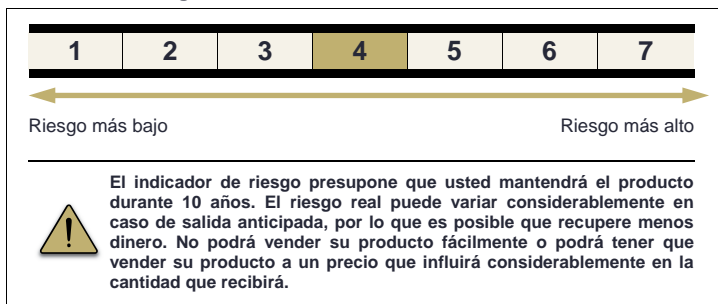 1 2 3 4 5 6 7
Riesgo más bajo Riesgo más alto
El indicador de riesgo presupone que usted mantendrá el producto
durante 10 años. El riesgo real puede variar considerablemente en
caso de salida anticipada, por lo que es posible que recupere menos
dinero. No podrá vender su producto fácilmente o podrá tener que
vender su producto a un precio que influirá considerablemente en la
cantidad que recibirá.